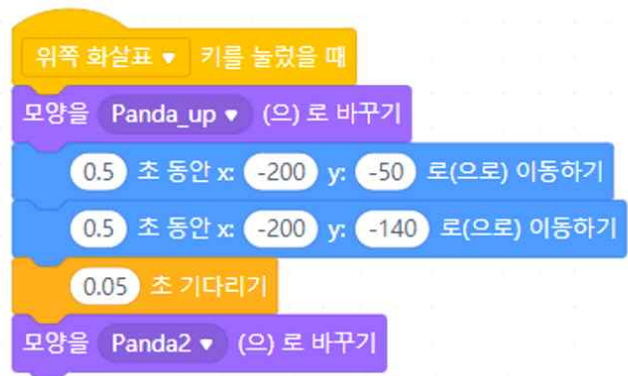 위쪽 화살표 키를 눌렀을 때
모양을 Panda_up (으) 로 바꾸기
0.5 초 동안 x: -200 y: -50 로(으로) 이동하기
0.5 초 동안 x: -200 y: -140 로(으로) 이동하기
0.05 초 기다리기
모양을 Panda2 (으) 로 바꾸기